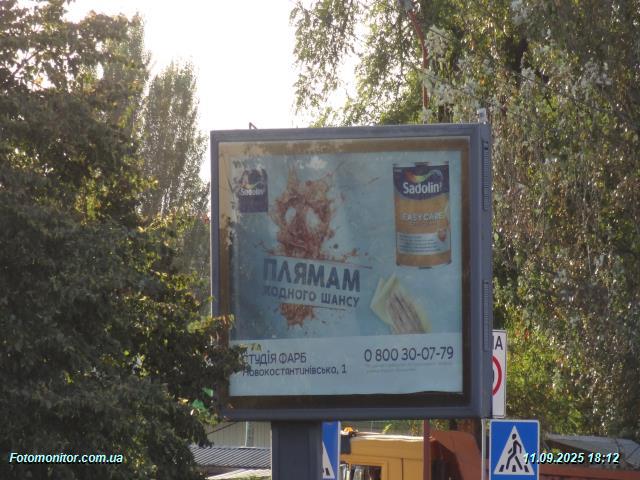 Sadolin
Sadolin
EASYCARE
ПЛЯМАМ
ЖОДНОГО ШАНСУ
СТУДІЯ ФАРБ
Новокостянтинівська, 1
0 800 30-07-79
Fotomonitor.com.ua
11.09.2025 18:12